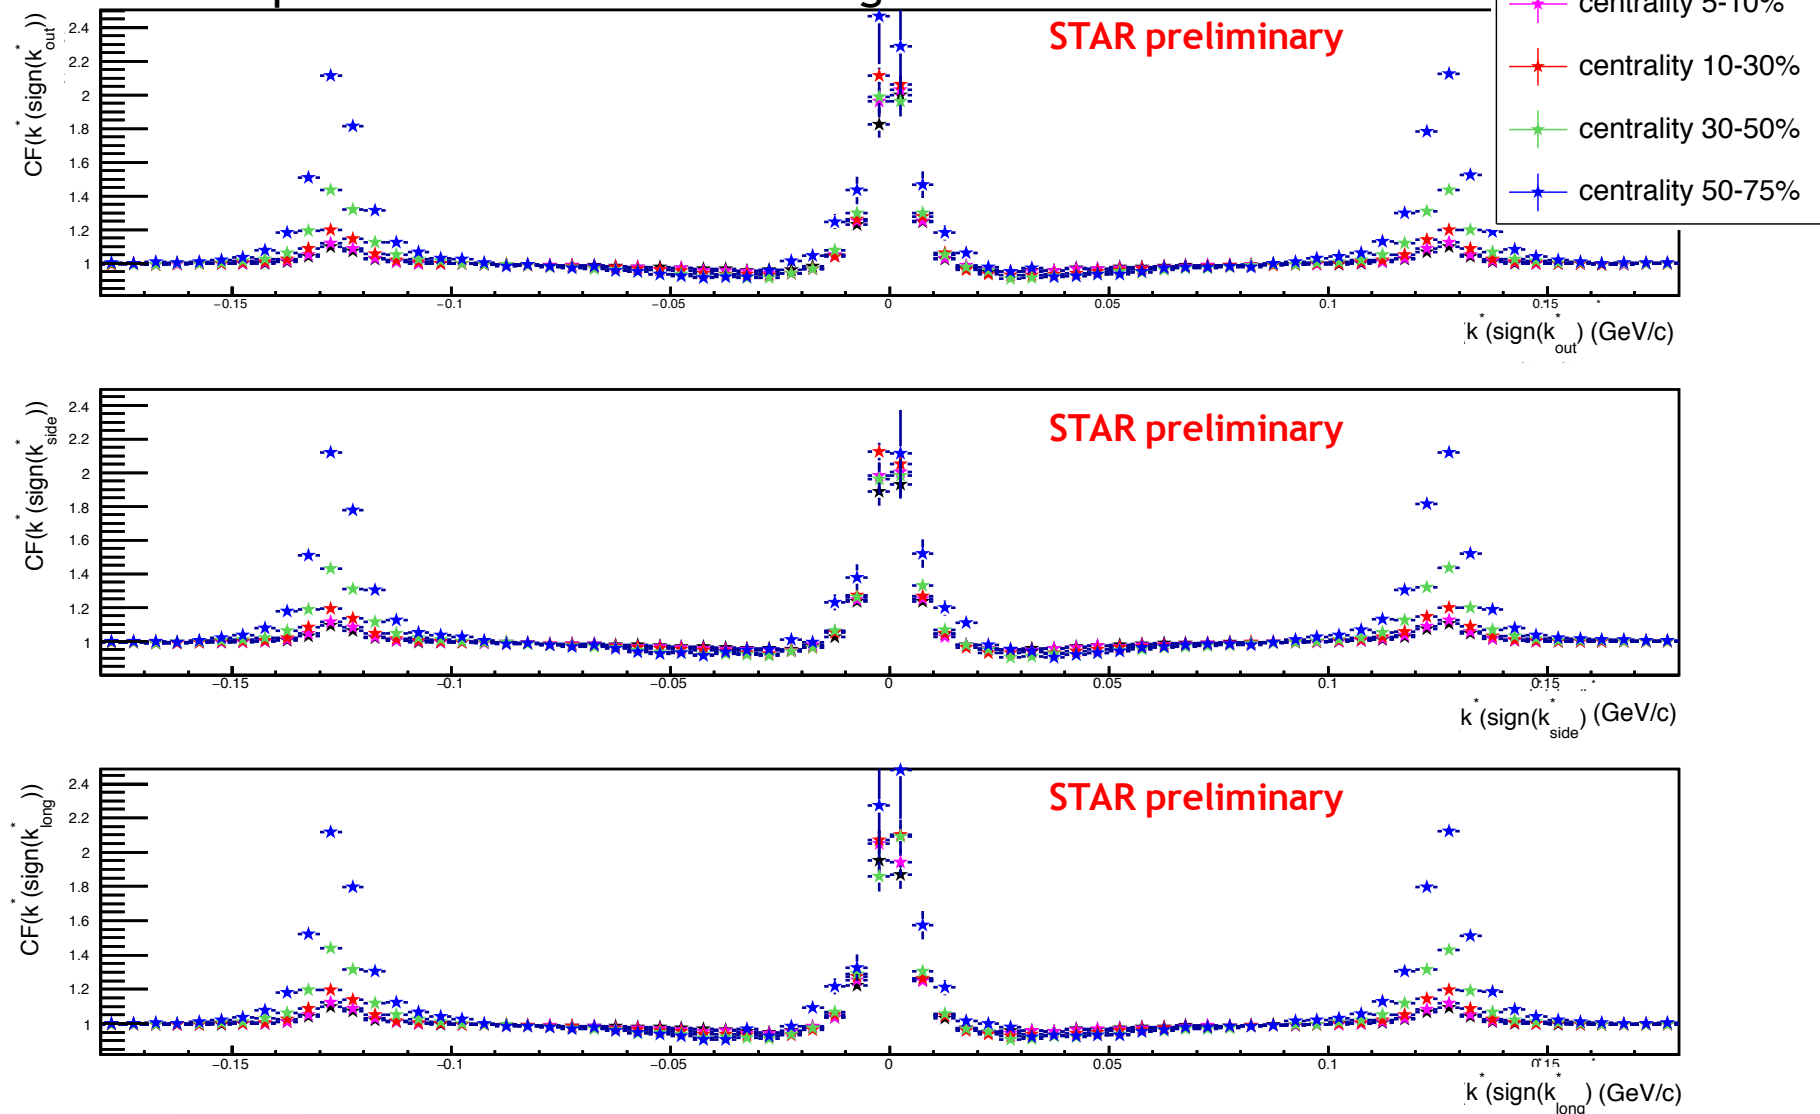 centrality 5-10%
centrality 10-30%
centrality 30-50%
centrality 50-75%
STAR preliminary
CF(k*(sign(k*out))
2.4
2.2
2
1.8
1.6
1.4
1.2
1
−0.15 −0.1 −0.05 0 0.05 0.1 0.15
k*(sign(k*out) (GeV/c)
STAR preliminary
CF(k*(sign(k*side))
2.4
2.2
2
1.8
1.6
1.4
1.2
1
−0.15 −0.1 −0.05 0 0.05 0.1 0.15
k*(sign(k*side) (GeV/c)
STAR preliminary
CF(k*(sign(k*long))
2.4
2.2
2
1.8
1.6
1.4
1.2
1
−0.15 −0.1 −0.05 0 0.05 0.1 0.15
k*(sign(k*long) (GeV/c)